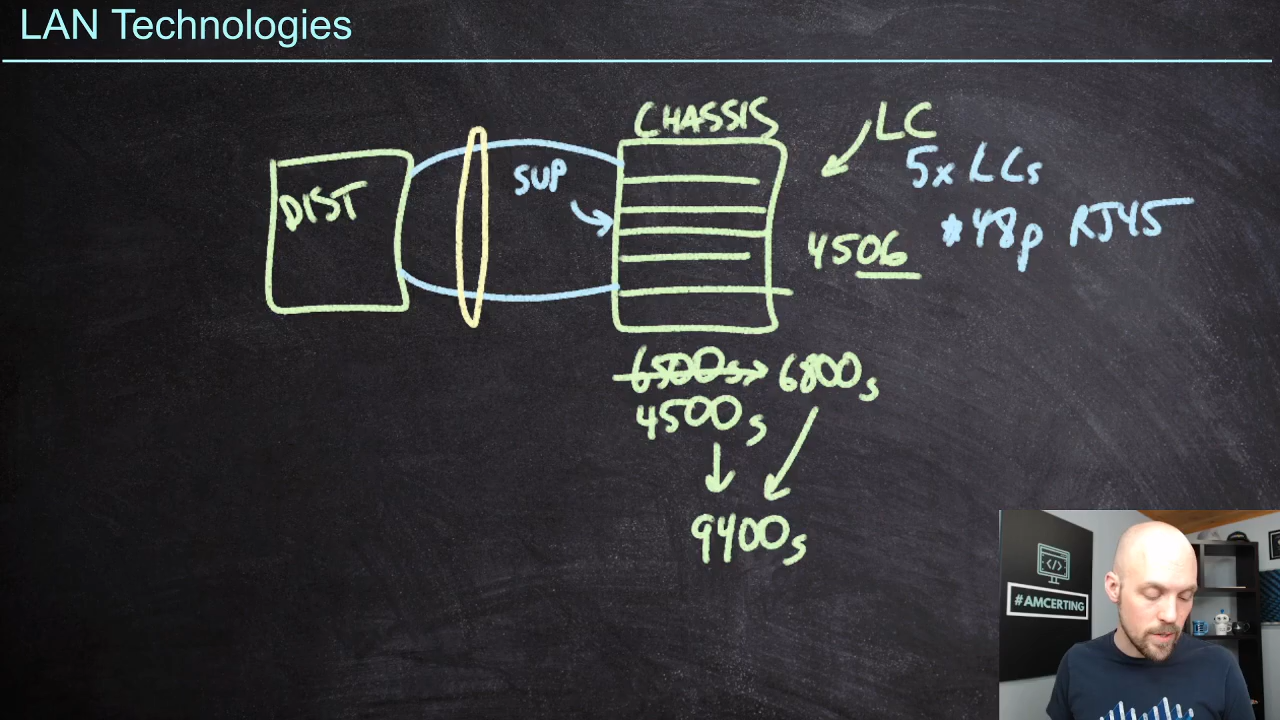 LAN Technologies
CHASSIS
LC
5x LCs
*48p RJ45
DIST
SUP
4506
6500s → 6800s
4500s
9400s
</>
#AMCERTING